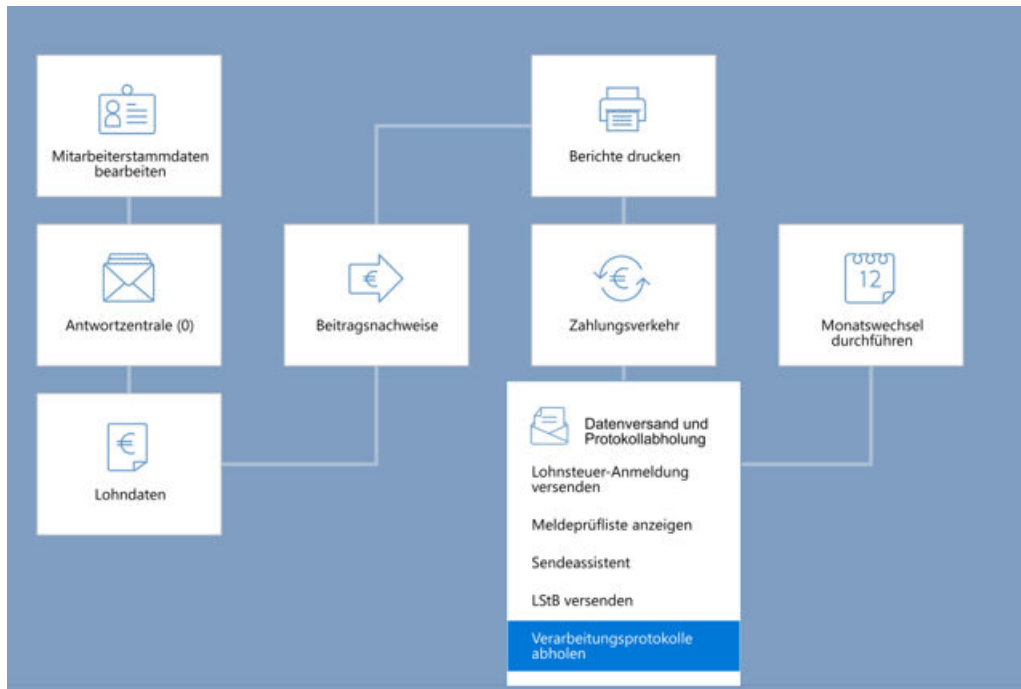 Mitarbeiterstammdaten
bearbeiten
Antwortzentrale (0)
€
Lohndaten
€
Beitragsnachweise
Berichte drucken
€
Zahlungsverkehr
Datenversand und
Protokollabholung
Lohnsteuer-Anmeldung
versenden
Meldeprüfliste anzeigen
Sendeassistent
LStB versenden
Verarbeitungsprotokolle
abholen
12
Monatswechsel
durchführen